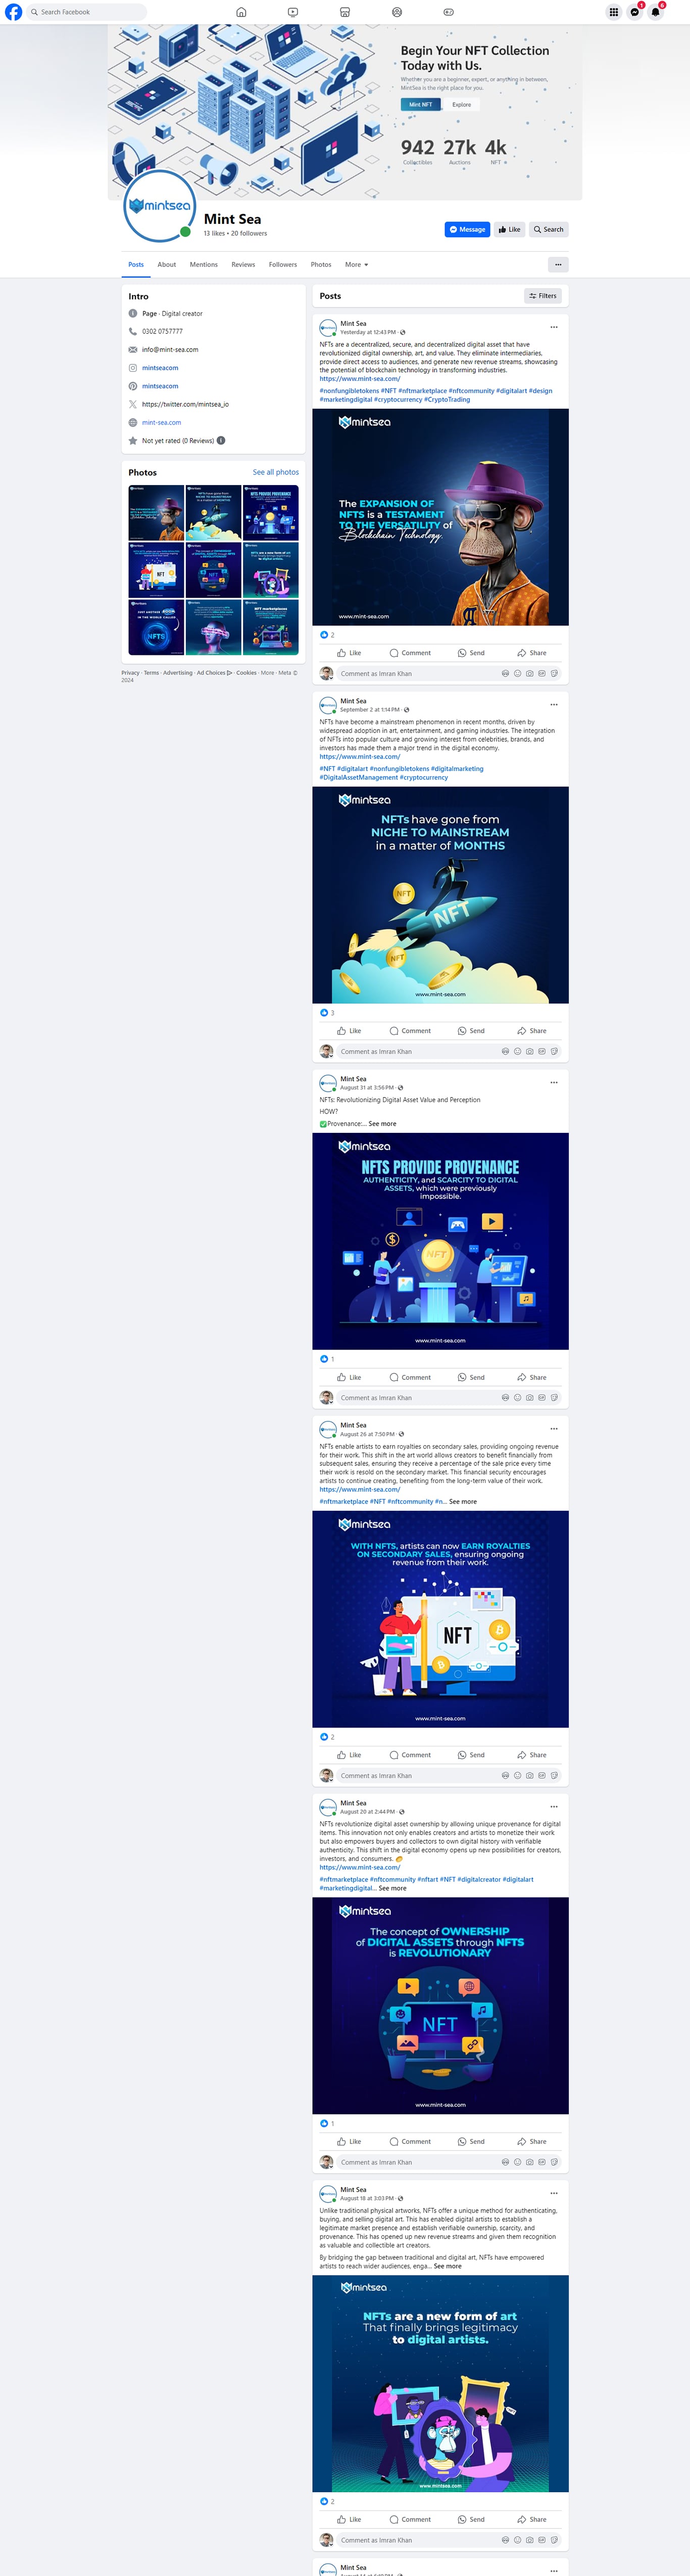 Search Facebook
1
6
Begin Your NFT Collection
Today with Us.
Whether you are a beginner, expert, or anything in between,
MintSea is the right place for you.
Mint NFT
Explore
942 27k 4k
Collectibles Auctions NFT
mintsea
Mint Sea
13 likes • 20 followers
Message
Like
Search
Posts
About
Mentions
Reviews
Followers
Photos
More
Intro
Page · Digital creator
0302 0757777
info@mint-sea.com
mintseacom
mintseacom
https://twitter.com/mintsea_io
mint-sea.com
Not yet rated (0 Reviews)
Photos
See all photos
Privacy · Terms · Advertising · Ad Choices · Cookies · More · Meta ©
2024
Posts
Filters
Mint Sea
Yesterday at 12:43 PM ·
NFTs are a decentralized, secure, and decentralized digital asset that have
revolutionized digital ownership, art, and value. They eliminate intermediaries,
provide direct access to audiences, and generate new revenue streams, showcasing
the potential of blockchain technology in transforming industries.
https://www.mint-sea.com/
#nonfungibletokens #NFT #nftmarketplace #nftcommunity #digitalart #design
#marketingdigital #cryptocurrency #CryptoTrading
mintsea
The EXPANSION OF
NFTS IS A TESTAMENT
TO THE VERSATILITY of
Blockchain Technology.
www.mint-sea.com
2
Like
Comment
Send
Share
Comment as Imran Khan
Mint Sea
September 2 at 1:14 PM ·
NFTs have become a mainstream phenomenon in recent months, driven by
widespread adoption in art, entertainment, and gaming industries. The integration
of NFTs into popular culture and growing interest from celebrities, brands, and
investors has made them a major trend in the digital economy.
https://www.mint-sea.com/
#NFT #digitalart #nonfungibletokens #digitalmarketing
#DigitalAssetManagement #cryptocurrency
mintsea
NFTs have gone from
NICHE TO MAINSTREAM
in a matter of MONTHS
NFT
NFT
NFT
www.mint-sea.com
3
Like
Comment
Send
Share
Comment as Imran Khan
Mint Sea
August 31 at 3:56 PM ·
NFTs: Revolutionizing Digital Asset Value and Perception
HOW?
✅Provenance:... See more
mintsea
NFTS PROVIDE PROVENANCE
AUTHENTICITY, and SCARCITY TO DIGITAL
ASSETS, which were previously
impossible.
NFT
www.mint-sea.com
1
Like
Comment
Send
Share
Comment as Imran Khan
Mint Sea
August 26 at 7:50 PM ·
NFTs enable artists to earn royalties on secondary sales, providing ongoing revenue
for their work. This shift in the art world allows creators to benefit financially from
subsequent sales, ensuring they receive a percentage of the sale price every time
their work is resold on the secondary market. This financial security encourages
artists to continue creating, benefiting from the long-term value of their work.
https://www.mint-sea.com/
#nftmarketplace #NFT #nftcommunity #n... See more
mintsea
WITH NFTS, artists can now EARN ROYALTIES
ON SECONDARY SALES, ensuring ongoing
revenue from their work.
NFT
www.mint-sea.com
2
Like
Comment
Send
Share
Comment as Imran Khan
Mint Sea
August 20 at 2:44 PM ·
NFTs revolutionize digital asset ownership by allowing unique provenance for digital
items. This innovation not only enables creators and artists to monetize their work
but also empowers buyers and collectors to own digital history with verifiable
authenticity. This shift in the digital economy opens up new possibilities for creators,
investors, and consumers.
https://www.mint-sea.com/
#nftmarketplace #nftcommunity #nftart #NFT #digitalcreator #digitalart
#marketingdigital... See more
mintsea
The concept of OWNERSHIP
of DIGITAL ASSETS through NFTS
is REVOLUTIONARY
NFT
www.mint-sea.com
1
Like
Comment
Send
Share
Comment as Imran Khan
Mint Sea
August 18 at 3:03 PM ·
Unlike traditional physical artworks, NFTs offer a unique method for authenticating,
buying, and selling digital art. This has enabled digital artists to establish a
legitimate market presence and establish verifiable ownership, scarcity, and
provenance. This has opened up new revenue streams and given them recognition
as valuable and collectible art creators.
By bridging the gap between traditional and digital art, NFTs have empowered
artists to reach wider audiences, enga... See more
mintsea
NFTs are a new form of art
That finally brings legitimacy
to digital artists.
www.mintsea.com
2
Like
Comment
Send
Share
Comment as Imran Khan
Mint Sea